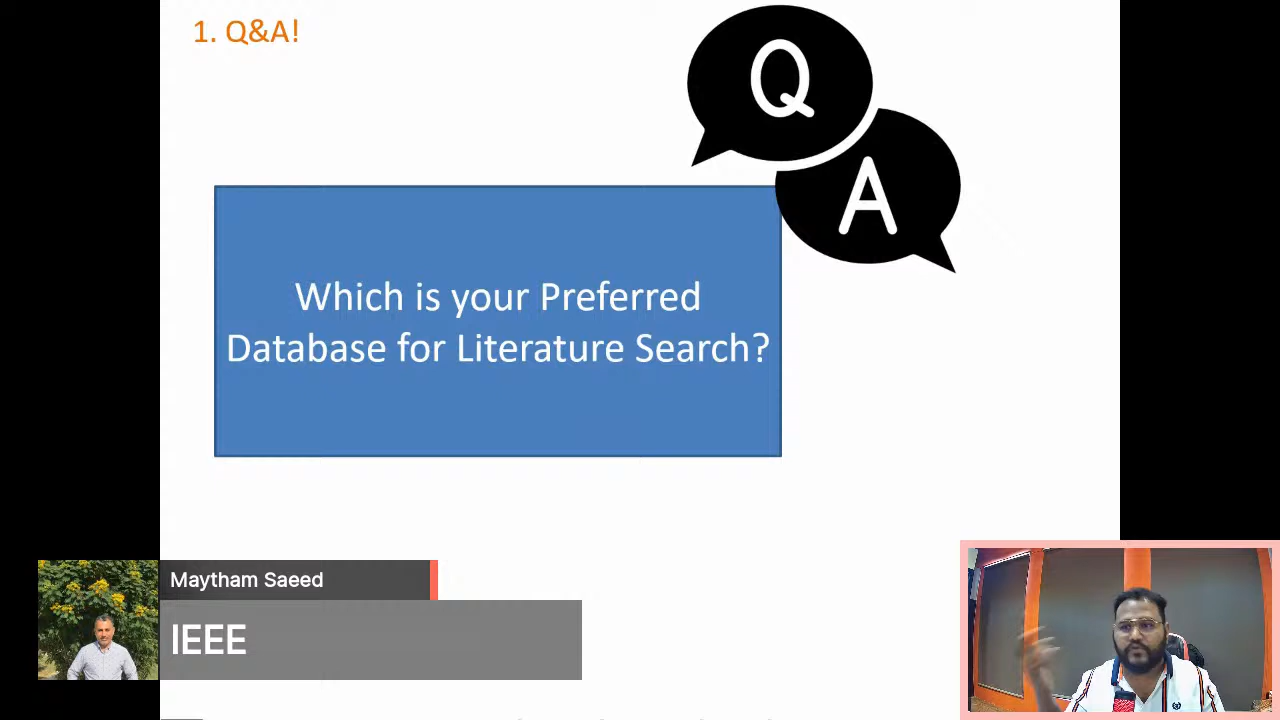 1. Q&A!
Q
A
Which is your Preferred
Database for Literature Search?
Maytham Saeed
IEEE